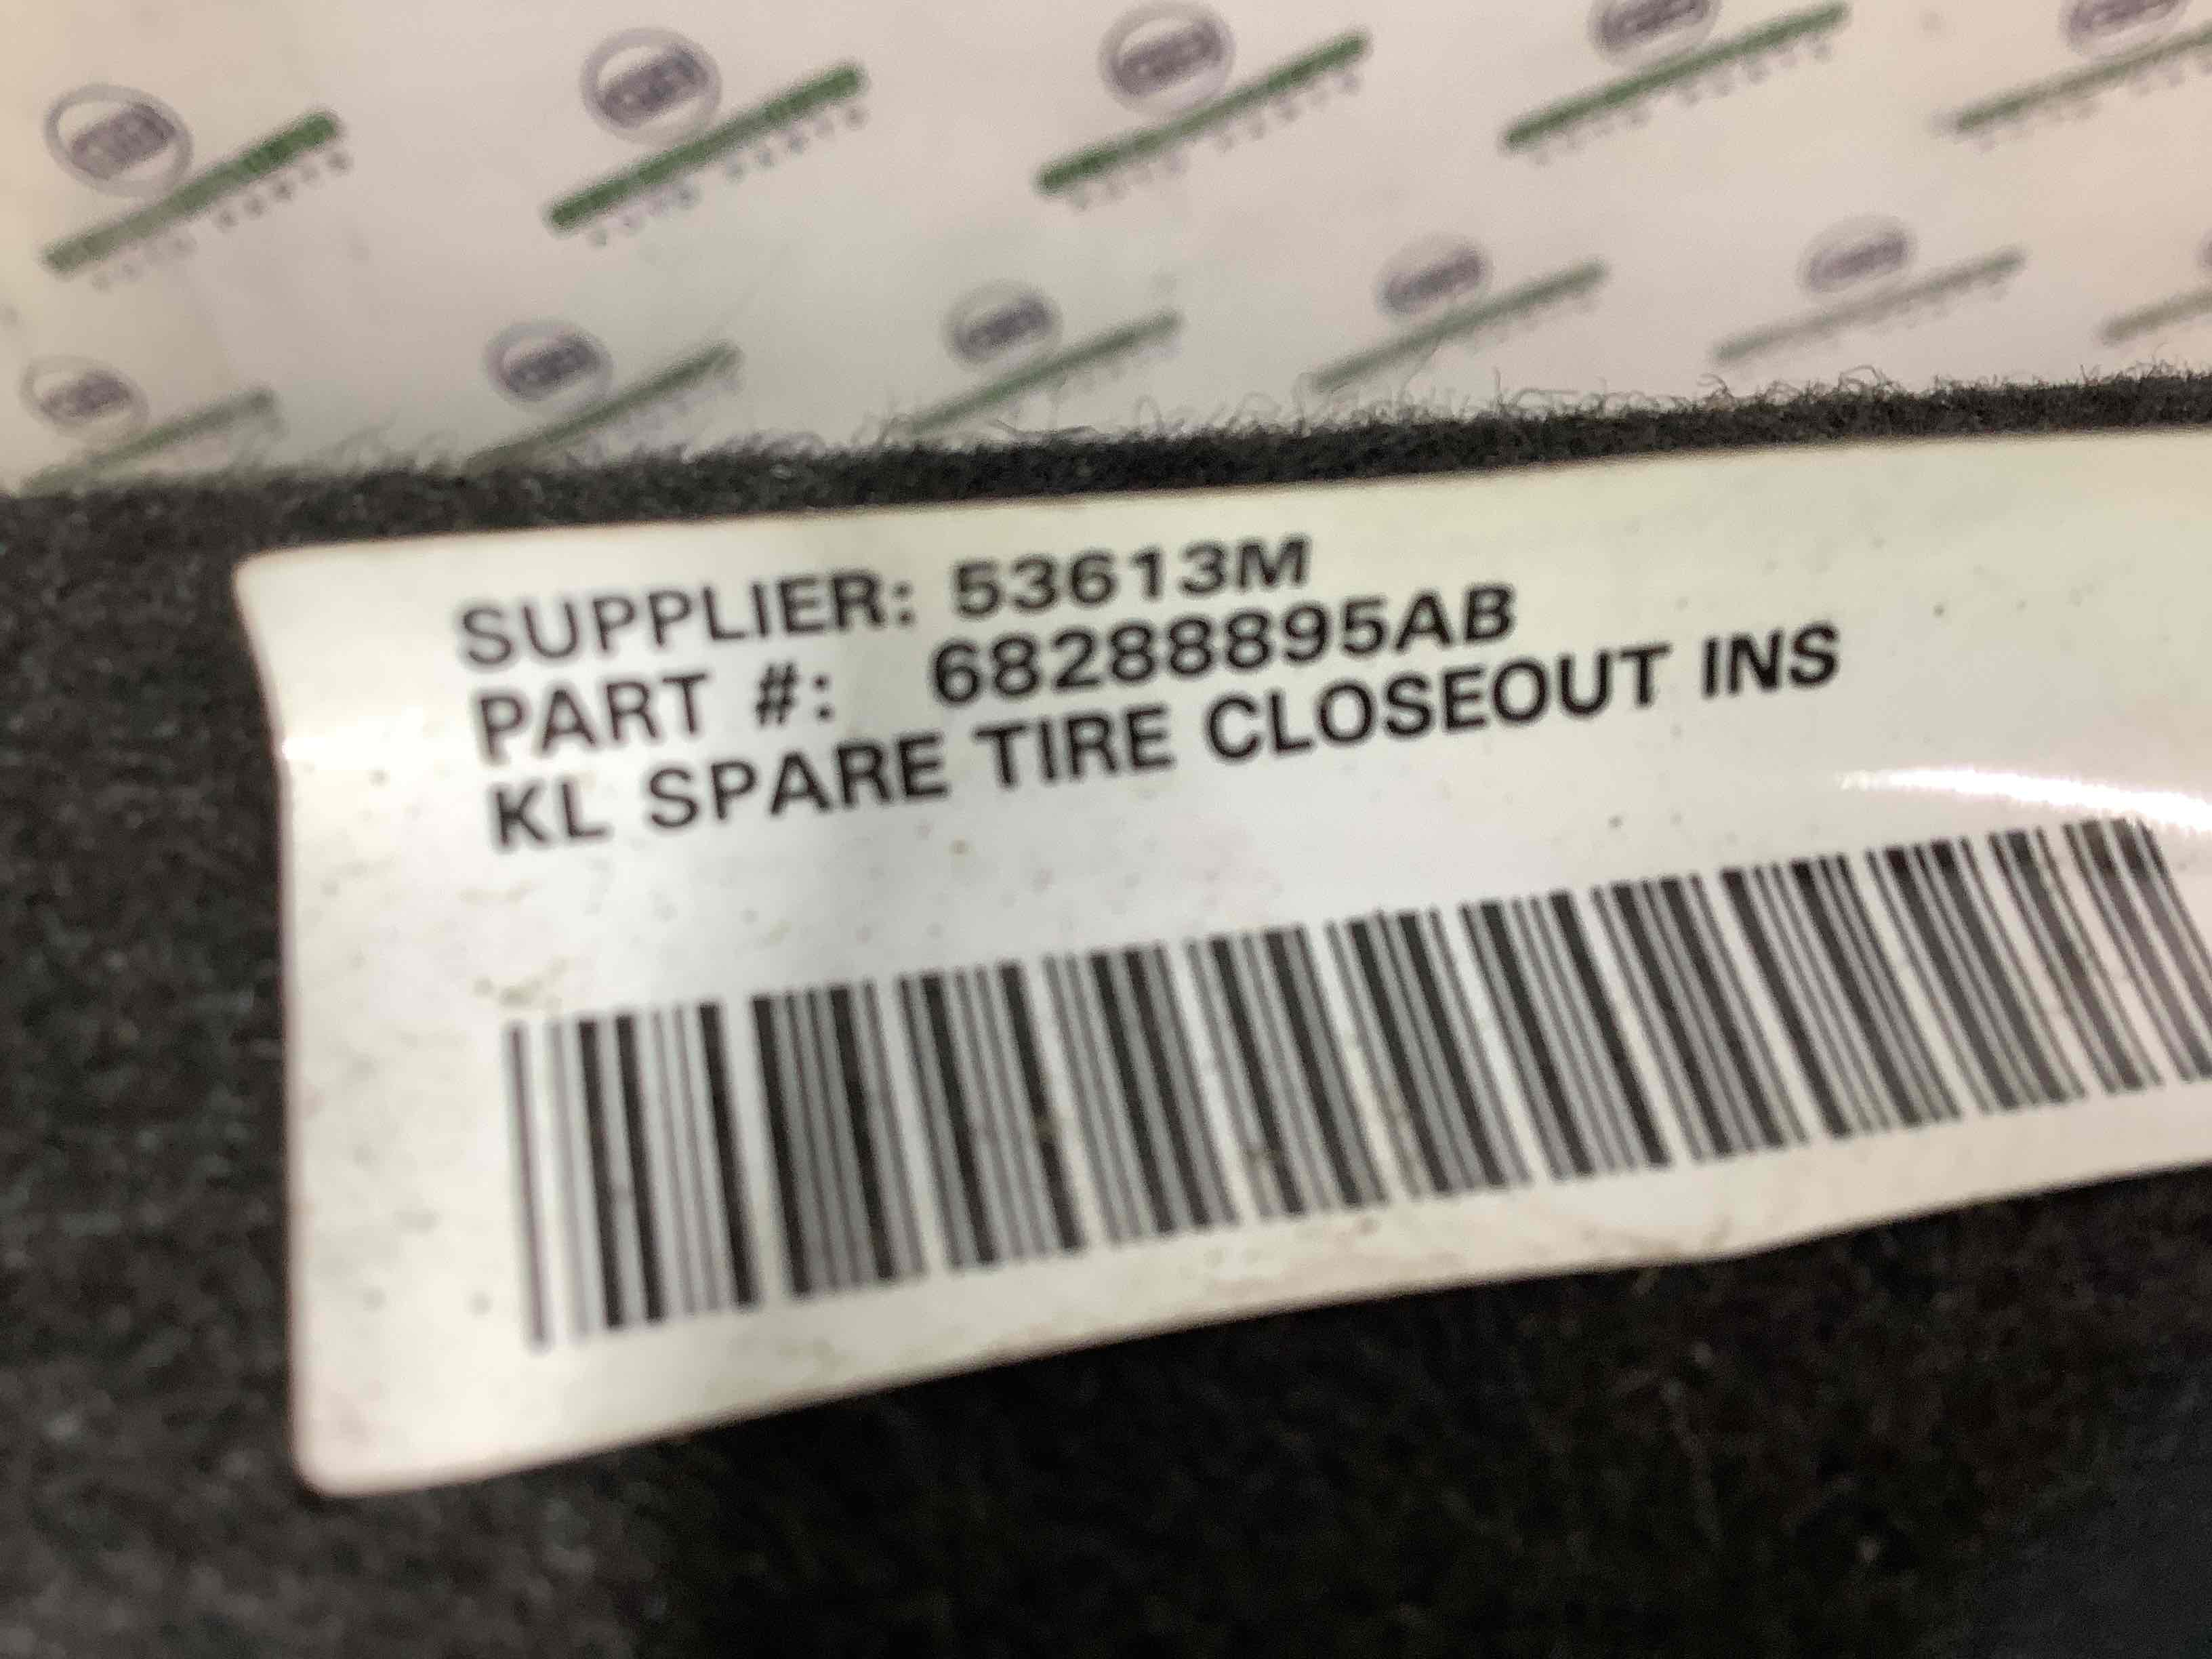 SUPPLIER: 53613M
PART #: 68288895AB
KL SPARE TIRE CLOSEOUT INS